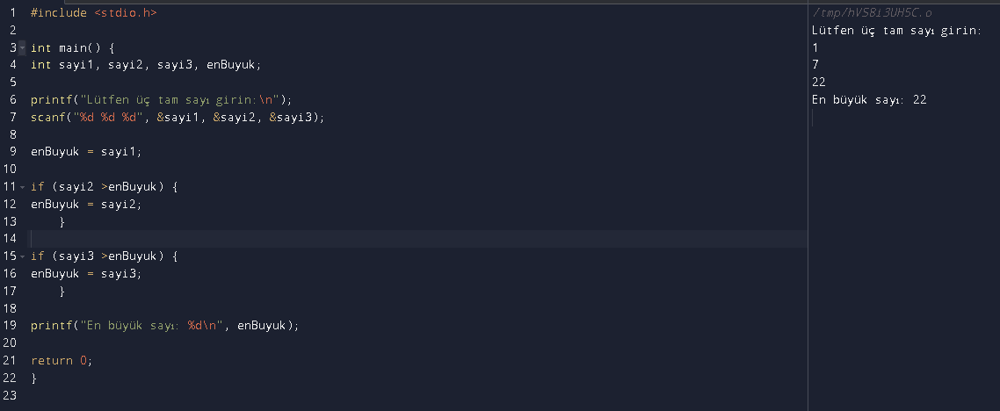 1 #include <stdio.h>
2
3 int main() {
4 int sayi1, sayi2, sayi3, enBuyuk;
5
6 printf("Lütfen üç tam sayı girin:\n");
7 scanf("%d %d %d", &sayi1, &sayi2, &sayi3);
8
9 enBuyuk = sayi1;
10
11 if (sayi2 >enBuyuk) {
12 enBuyuk = sayi2;
13     }
14
15 if (sayi3 >enBuyuk) {
16 enBuyuk = sayi3;
17     }
18
19 printf("En büyük sayı: %d\n", enBuyuk);
20
21 return 0;
22 }
23
/tmp/hVS8i3UH5C.o
Lütfen üç tam sayı girin:
1
7
22
En büyük sayı: 22